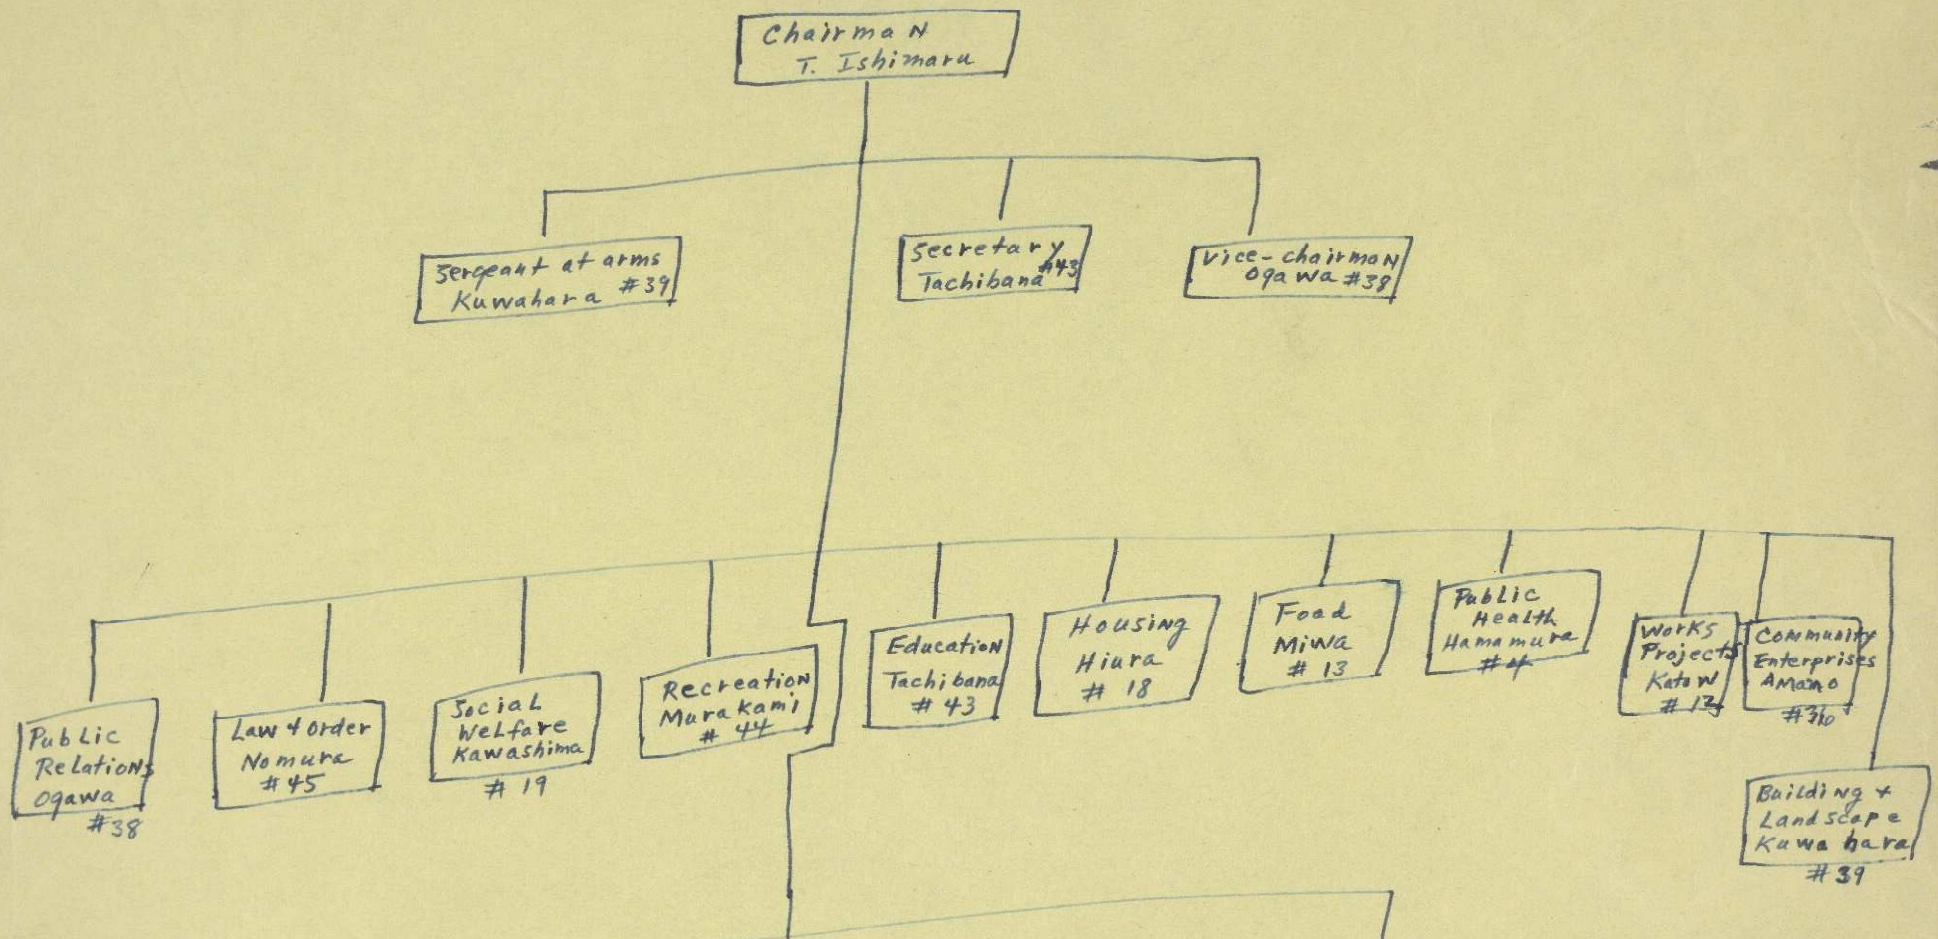 Chairman
T. Ishimaru
Sergeant at arms
Kuwahara #39
Secretary
Tachibana #43
Vice-chairman
Ogawa #38
Public
Relations
Ogawa
#38
Law + Order
Nomura
#45
Social
Welfare
Kawashima
# 19
Recreation
Murakami
# 44
Education
Tachibana
# 43
Housing
Hiura
# 18
Food
Miwa
# 13
Public
Health
Hamamura
#4
Works
Projects
Katow
Community
Enterprises
Amano
Building +
Landscape
Kuwahara
# 39